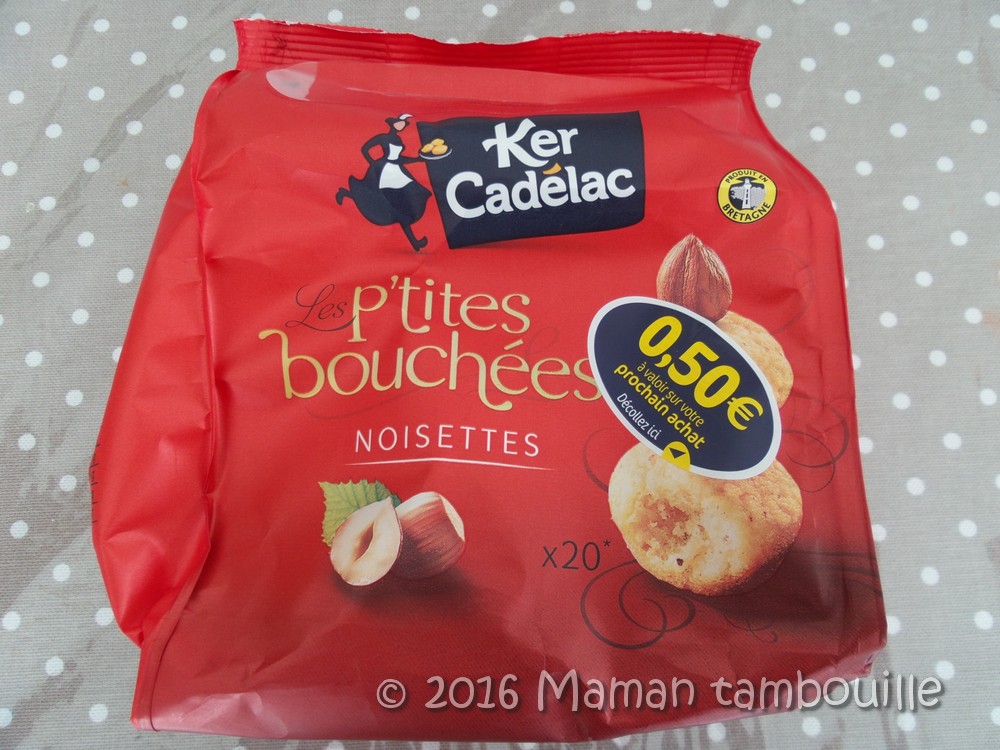 Ker
Cadélac
PRODUIT EN
BRETAGNE
Les p'tites
bouchées
NOISETTES
0,50€
à valoir sur votre
prochain achat
Décollez ici
x20*
© 2016 Maman tambouille